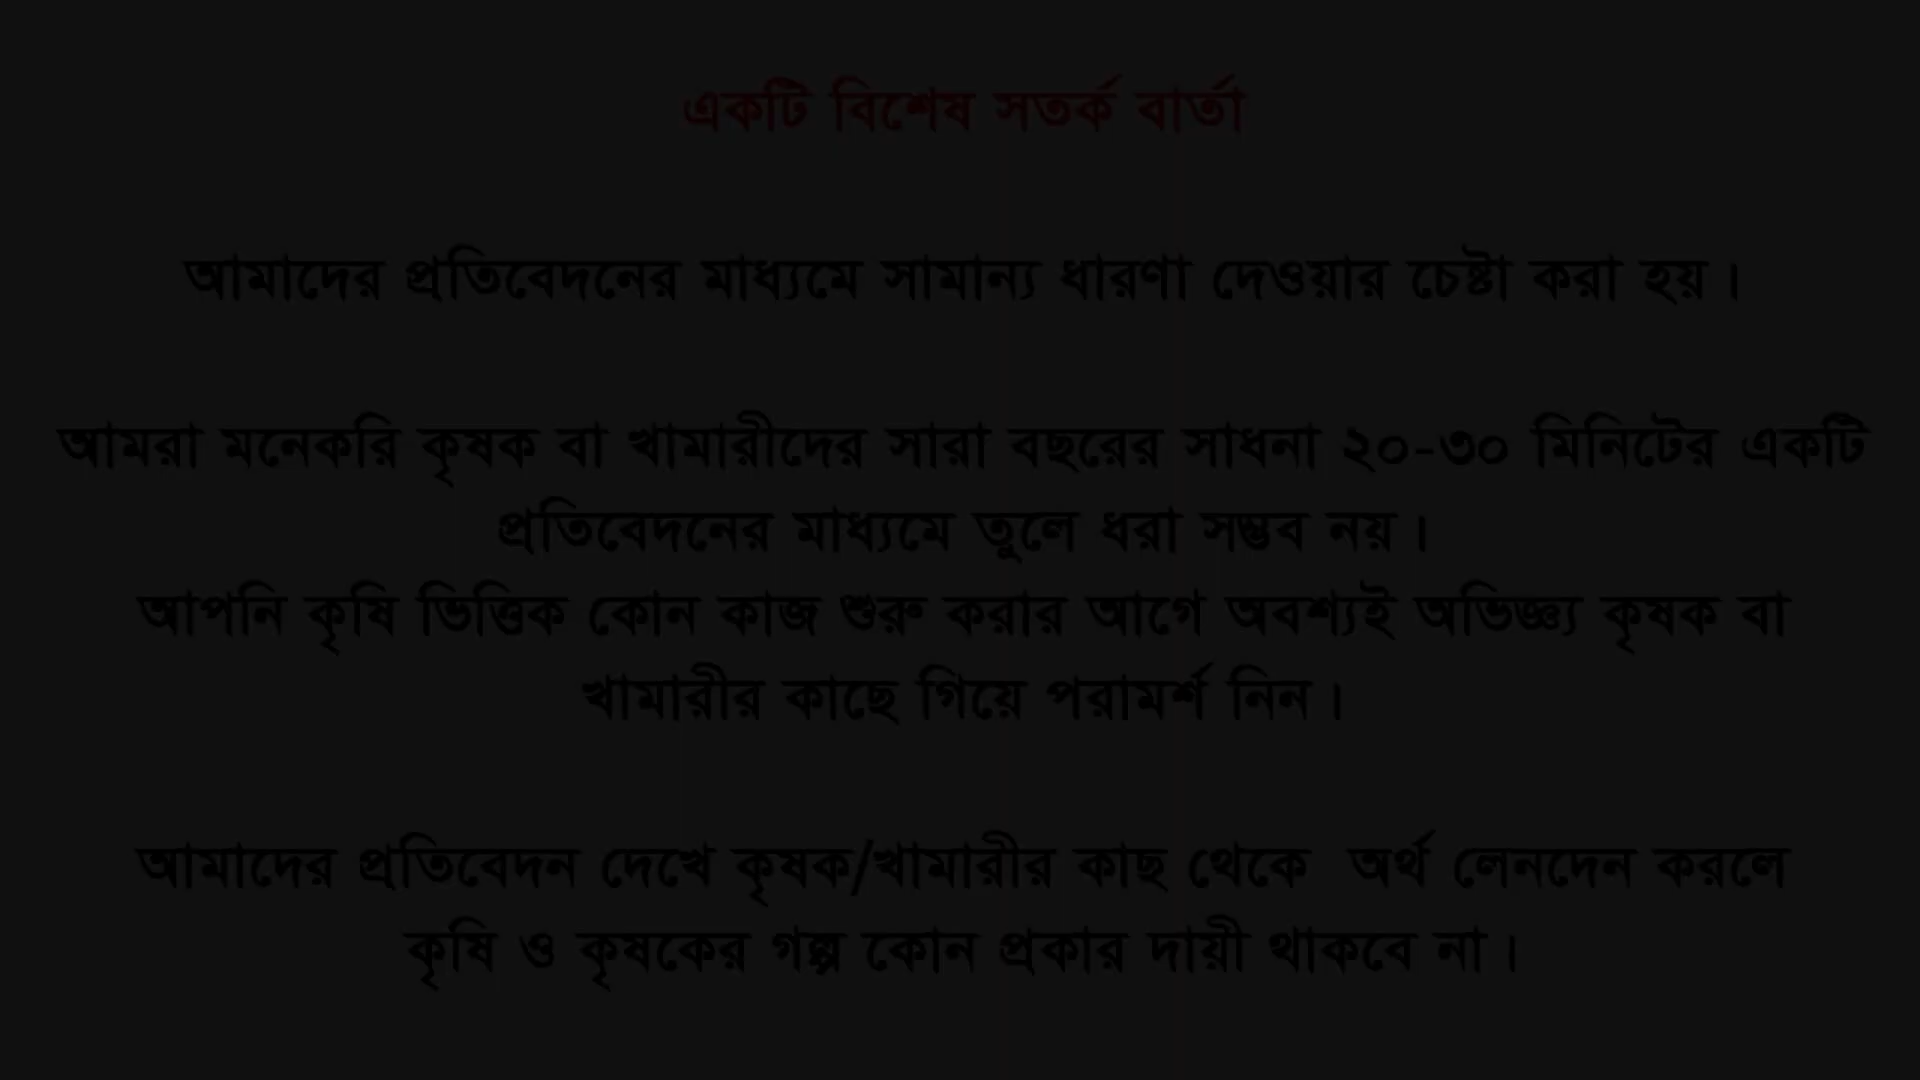 একটি বিশেষ সতর্ক বার্তা
আমাদের প্রতিবেদনের মাধ্যমে সামান্য ধারণা দেওয়ার চেষ্টা করা হয়।
আমরা মনেকরি কৃষক বা খামারীদের সারা বছরের সাধনা ২০-৩০ মিনিটের একটি
প্রতিবেদনের মাধ্যমে তুলে ধরা সম্ভব নয়।
আপনি কৃষি ভিত্তিক কোন কাজ শুরু করার আগে অবশ্যই অভিজ্ঞ্য কৃষক বা
খামারীর কাছে গিয়ে পরামর্শ নিন।
আমাদের প্রতিবেদন দেখে কৃষক/খামারীর কাছ থেকে অর্থ লেনদেন করলে
কৃষি ও কৃষকের গল্প কোন প্রকার দায়ী থাকবে না।